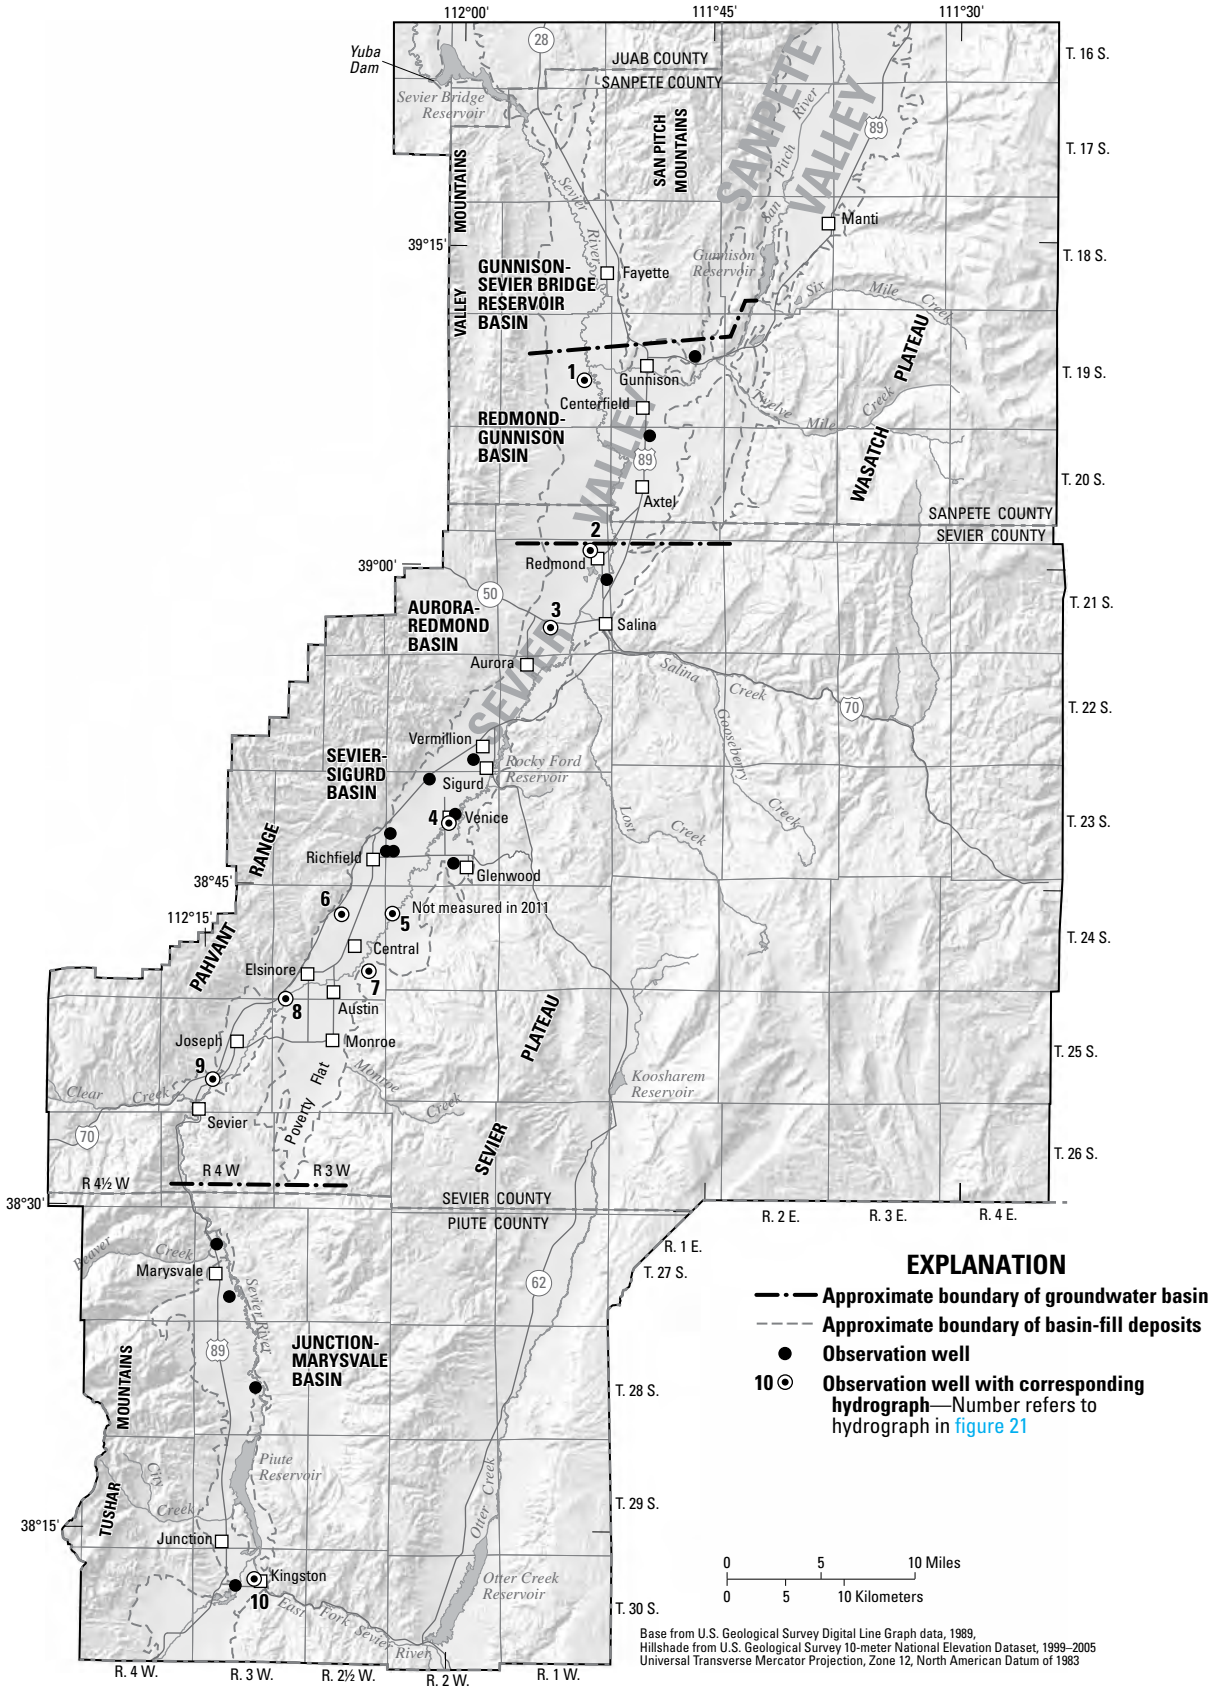 112°00'
111°45'
111°30'
28
Yuba
Dam
JUAB COUNTY
SANPETE COUNTY
T. 16 S.
Sevier Bridge
Reservoir
SANPETE
VALLEY
San Pitch River
89
SAN PITCH
MOUNTAINS
T. 17 S.
VALLEY MOUNTAINS
Sevier River
Manti
39°15'
Gunnison
Reservoir
T. 18 S.
GUNNISON-
SEVIER BRIDGE
RESERVOIR
BASIN
Fayette
Six Mile Creek
WASATCH PLATEAU
1
Gunnison
T. 19 S.
Centerfield
Twelve Mile Creek
REDMOND-
GUNNISON
BASIN
SEVIER VALLEY
89
Axtel
T. 20 S.
SANPETE COUNTY
SEVIER COUNTY
2
Redmond
39°00'
50
AURORA-
REDMOND
BASIN
3
Salina
T. 21 S.
Aurora
Salina Creek
70
Gooseberry Creek
T. 22 S.
Vermillion
SEVIER-
SIGURD
BASIN
Sigurd
Rocky Ford
Reservoir
4
Venice
Lost Creek
T. 23 S.
PAHVANT RANGE
Richfield
Glenwood
38°45'
6
5
Not measured in 2011
112°15'
Central
T. 24 S.
Elsinore
7
8
Austin
SEVIER PLATEAU
Joseph
Monroe
T. 25 S.
9
Clear Creek
Poverty Flat
Monroe Creek
Koosharem
Reservoir
Sevier
70
T. 26 S.
R 4½ W
R 4 W
R 3 W
38°30'
SEVIER COUNTY
PIUTE COUNTY
R. 2 E.
R. 3 E.
R. 4 E.
R. 1 E.
T. 27 S.
Beaver Creek
Marysvale
Sevier River
62
89
JUNCTION-
MARYSVALE
BASIN
TUSHAR MOUNTAINS
T. 28 S.
Piute
Reservoir
City Creek
Otter Creek
T. 29 S.
38°15'
Junction
Kingston
10
Otter Creek
Reservoir
East Fork Sevier River
T. 30 S.
R. 4 W.
R. 3 W.
R. 2½ W.
R. 2 W.
R. 1 W.
EXPLANATION
Approximate boundary of groundwater basin
Approximate boundary of basin-fill deposits
Observation well
10 Observation well with corresponding
hydrograph—Number refers to
hydrograph in figure 21
0 5 10 Miles
0 5 10 Kilometers
Base from U.S. Geological Survey Digital Line Graph data, 1989,
Hillshade from U.S. Geological Survey 10-meter National Elevation Dataset, 1999–2005
Universal Transverse Mercator Projection, Zone 12, North American Datum of 1983